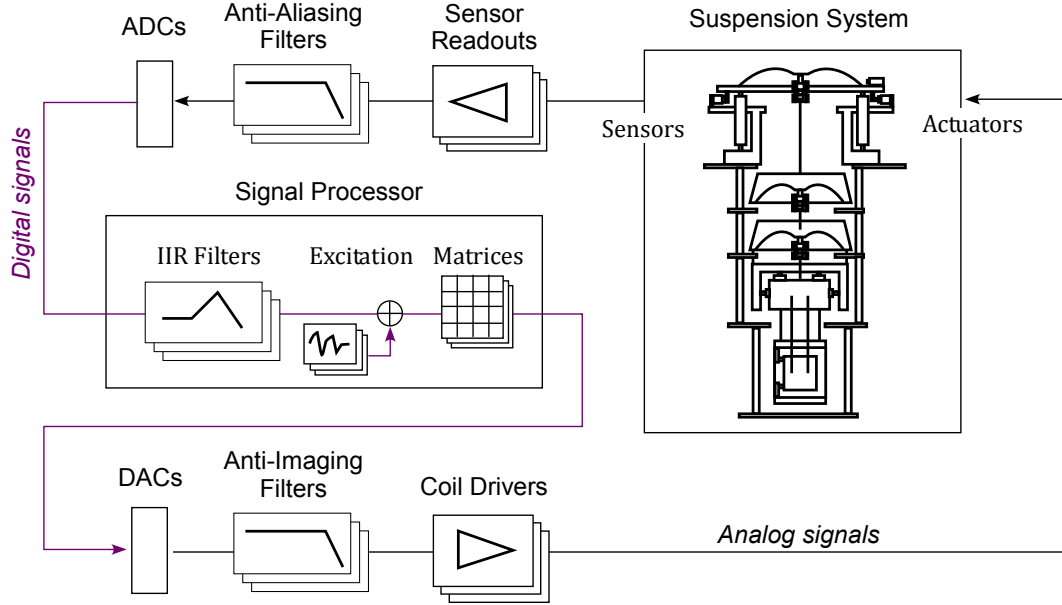 ADCs
Anti-Aliasing
Filters
Sensor
Readouts
Suspension System
Sensors
Actuators
Digital signals
Signal Processor
IIR Filters
Excitation
Matrices
DACs
Anti-Imaging
Filters
Coil Drivers
Analog signals